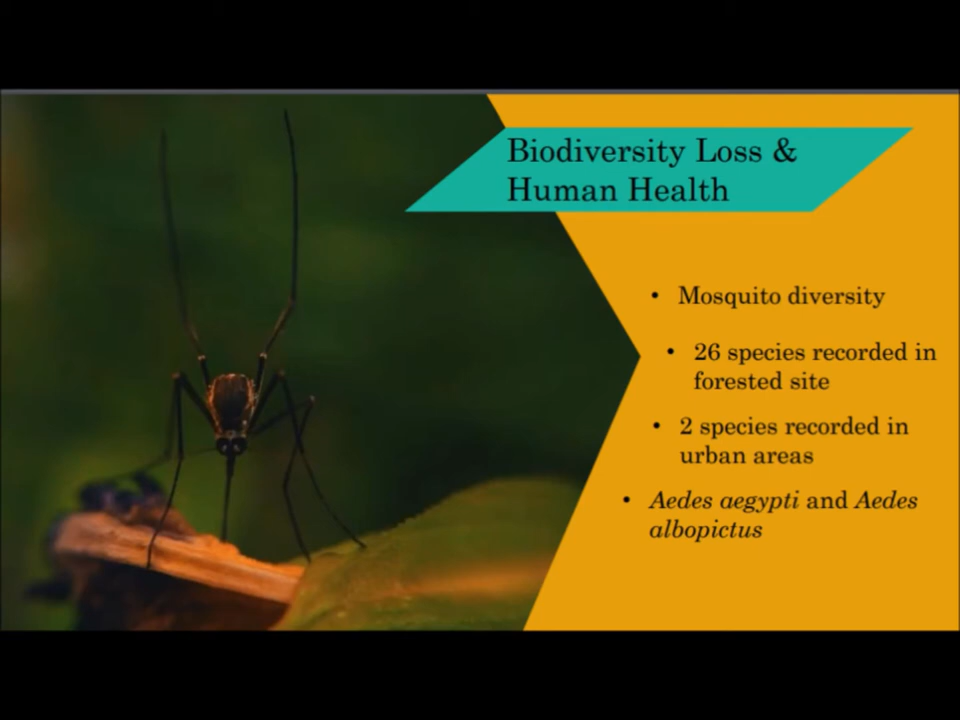 Biodiversity Loss &
Human Health
• Mosquito diversity
• 26 species recorded in
forested site
• 2 species recorded in
urban areas
• Aedes aegypti and Aedes
albopictus